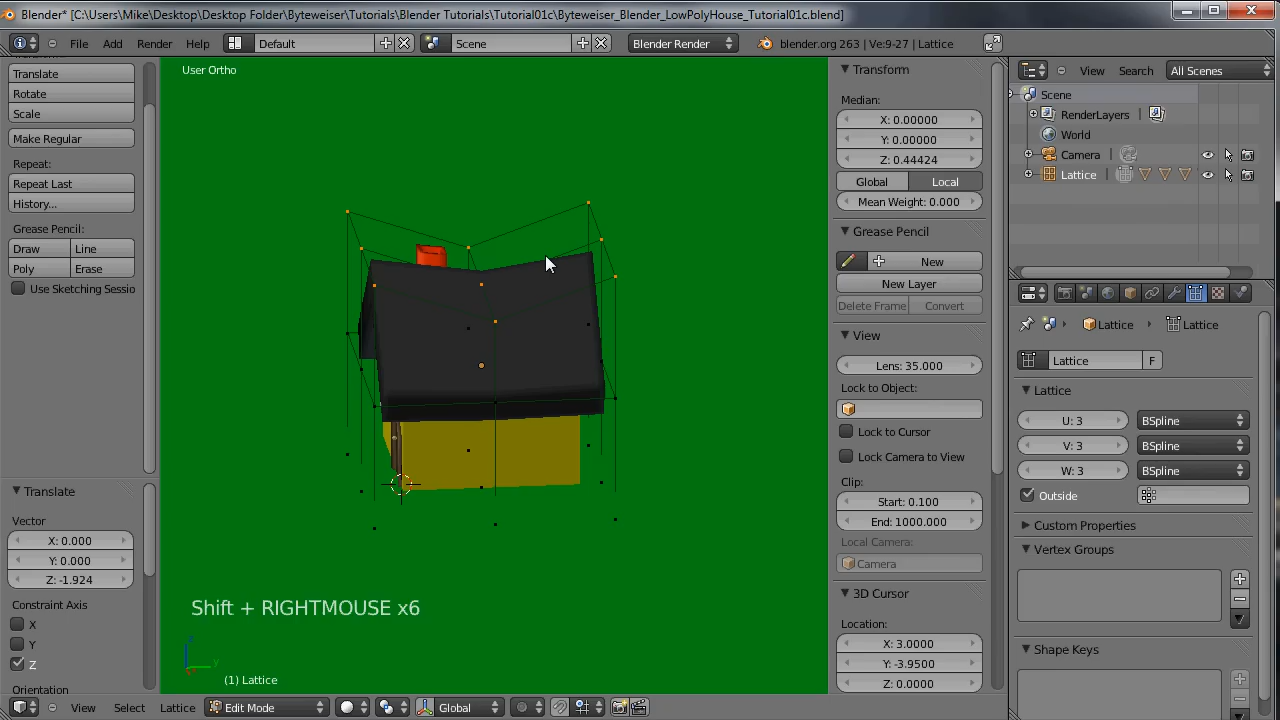 Blender* [C:\Users\Mike\Desktop\Desktop Folder\Byteweiser\Tutorials\Blender Tutorials\Tutorial01c\Byteweiser_Blender_LowPolyHouse_Tutorial01c.blend]
File Add Render Help Default Scene Blender Render blender.org 263 | Ve:9-27 | Lattice
Translate
Rotate
Scale
Make Regular
Repeat:
Repeat Last
History...
Grease Pencil:
Draw Line
Poly Erase
Use Sketching Sessio
Translate
Vector
X: 0.000
Y: 0.000
Z: -1.924
Constraint Axis
X
Y
Z
Orientation
User Ortho
Shift + RIGHTMOUSE x6
z
y
(1) Lattice
View Select Lattice Edit Mode Global
Transform
Median:
X: 0.00000
Y: 0.00000
Z: 0.44424
Global Local
Mean Weight: 0.000
Grease Pencil
New
New Layer
Delete Frame Convert
View
Lens: 35.000
Lock to Object:
Lock to Cursor
Lock Camera to View
Clip:
Start: 0.100
End: 1000.000
Local Camera:
Camera
3D Cursor
Location:
X: 3.0000
Y: -3.9500
Z: 0.0000
View Search All Scenes
Scene
RenderLayers
World
Camera
Lattice
Lattice Lattice
Lattice F
Lattice
U: 3 BSpline
V: 3 BSpline
W: 3 BSpline
Outside
Custom Properties
Vertex Groups
Shape Keys